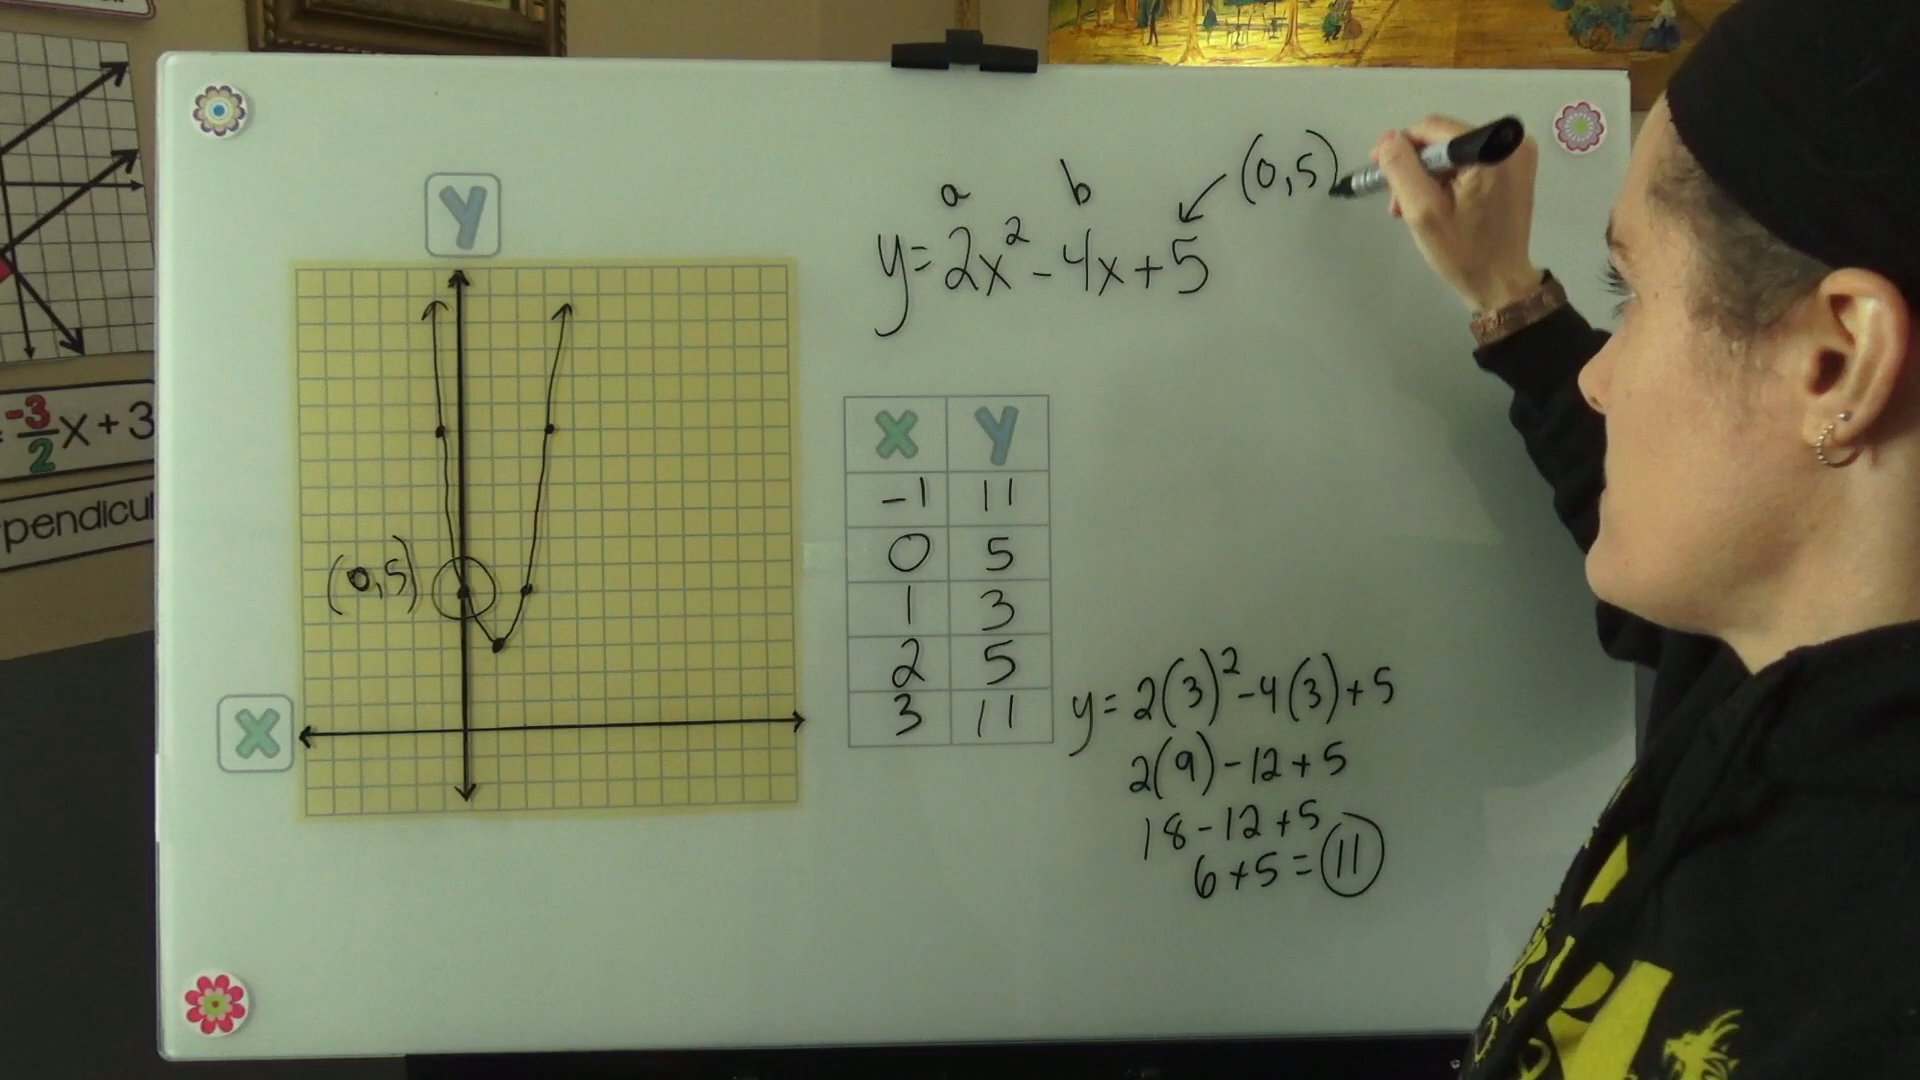 -3
2
x + 3
pendicul
Y
X
(0,5)
a b (0,5)
y = 2x² - 4x + 5
X Y
-1 11
0 5
1 3
2 5
3 11
y = 2(3)² - 4(3) + 5
2(9) - 12 + 5
18 - 12 + 5
6 + 5 = 11